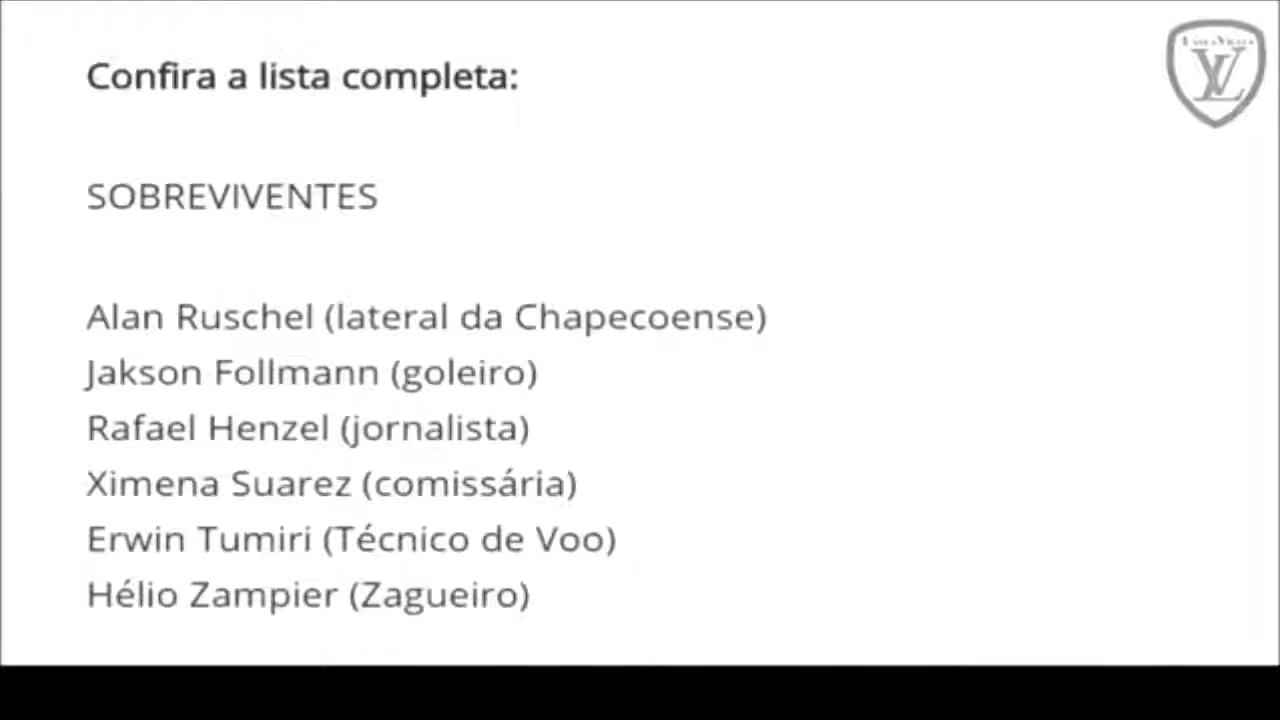 Confira a lista completa:
SOBREVIVENTES
Alan Ruschel (lateral da Chapecoense)
Jakson Follmann (goleiro)
Rafael Henzel (jornalista)
Ximena Suarez (comissária)
Erwin Tumiri (Técnico de Voo)
Hélio Zampier (Zagueiro)